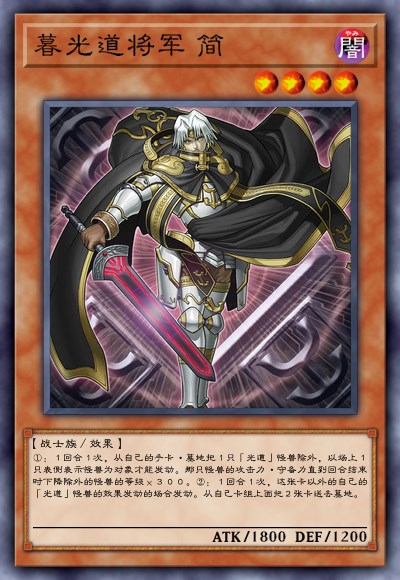 暮光道将军 简
やみ
闇
【战士族／效果】
①：1回合1次，从自己的手卡·墓地把1只「光道」怪兽除外，以场上1
只表侧表示怪兽为对象才能发动。那只怪兽的攻击力·守备力直到回合结束
时下降除外的怪兽的等级×３００。②：1回合1次，这张卡以外的自己的
「光道」怪兽的效果发动的场合发动。从自己卡组上面把2张卡送去墓地。
ATK/1800 DEF/1200